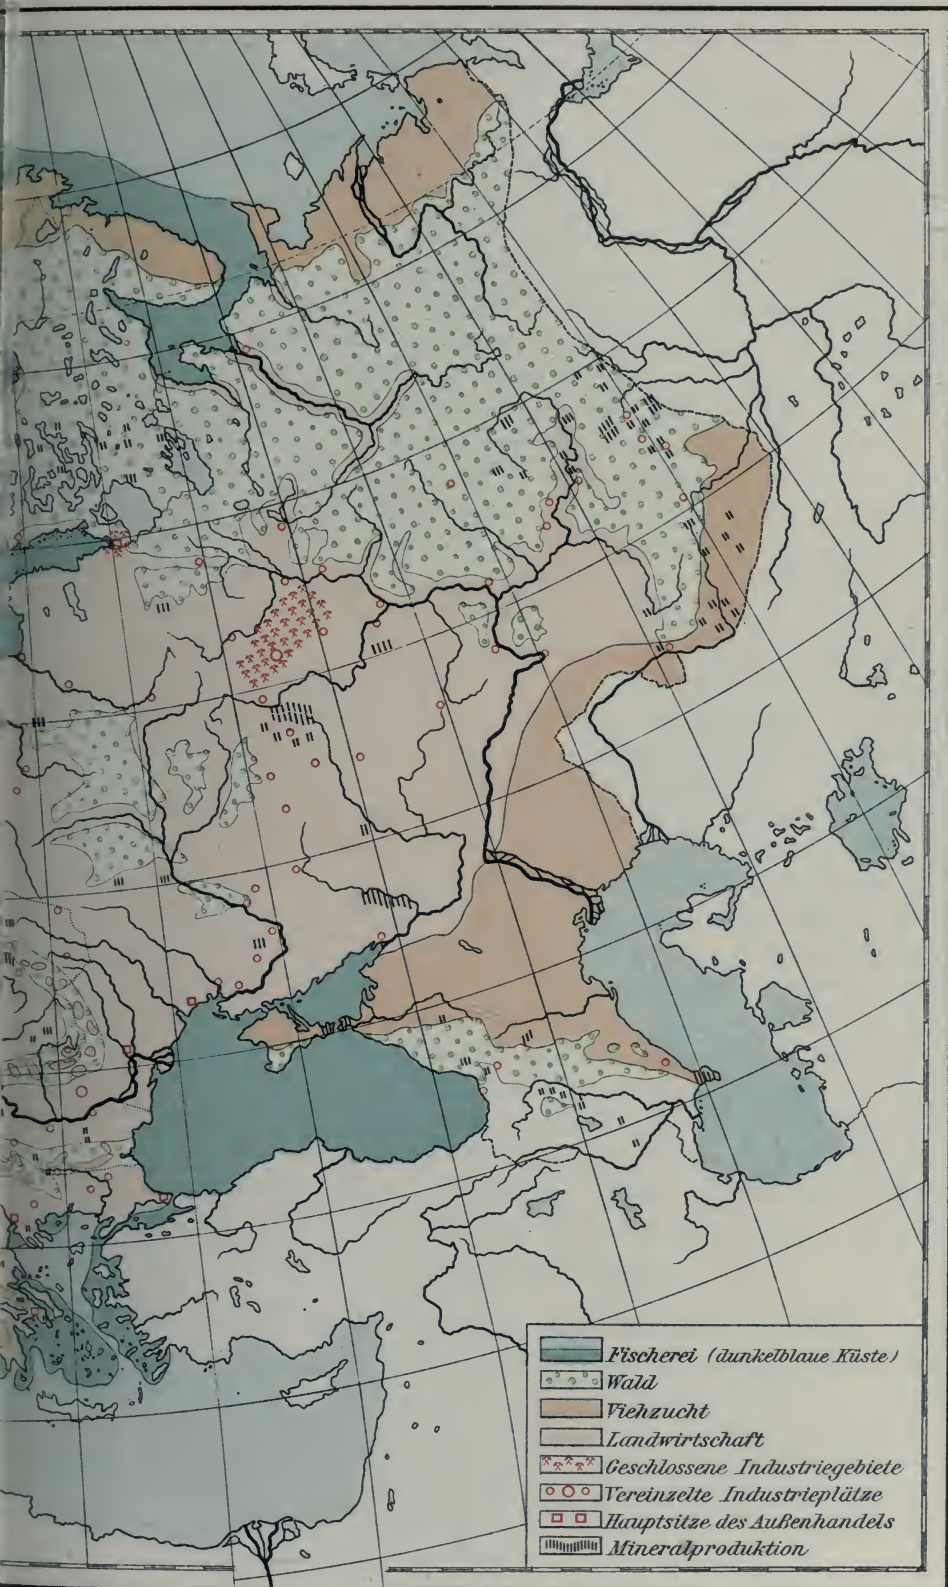 Fischerei (dunkelblaue Küste)
Wald
Viehzucht
Landwirtschaft
Geschlossene Industriegebiete
Vereinzelte Industrieplätze
Hauptsitze des Außenhandels
Mineralproduktion